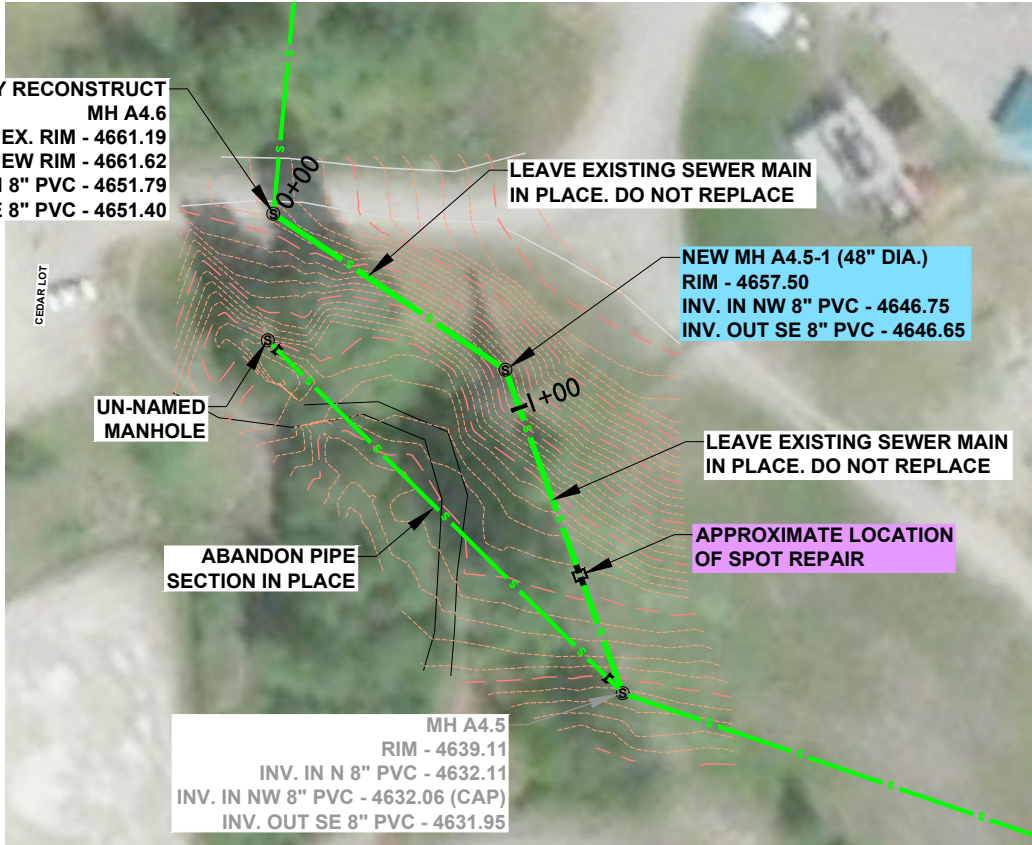 Y RECONSTRUCT
MH A4.6
EX. RIM - 4661.19
EW RIM - 4661.62
8" PVC - 4651.79
E 8" PVC - 4651.40
0+00
LEAVE EXISTING SEWER MAIN
IN PLACE. DO NOT REPLACE
NEW MH A4.5-1 (48" DIA.)
RIM - 4657.50
INV. IN NW 8" PVC - 4646.75
INV. OUT SE 8" PVC - 4646.65
CEDAR LOT
1+00
UN-NAMED
MANHOLE
LEAVE EXISTING SEWER MAIN
IN PLACE. DO NOT REPLACE
APPROXIMATE LOCATION
OF SPOT REPAIR
ABANDON PIPE
SECTION IN PLACE
MH A4.5
RIM - 4639.11
INV. IN N 8" PVC - 4632.11
INV. IN NW 8" PVC - 4632.06 (CAP)
INV. OUT SE 8" PVC - 4631.95